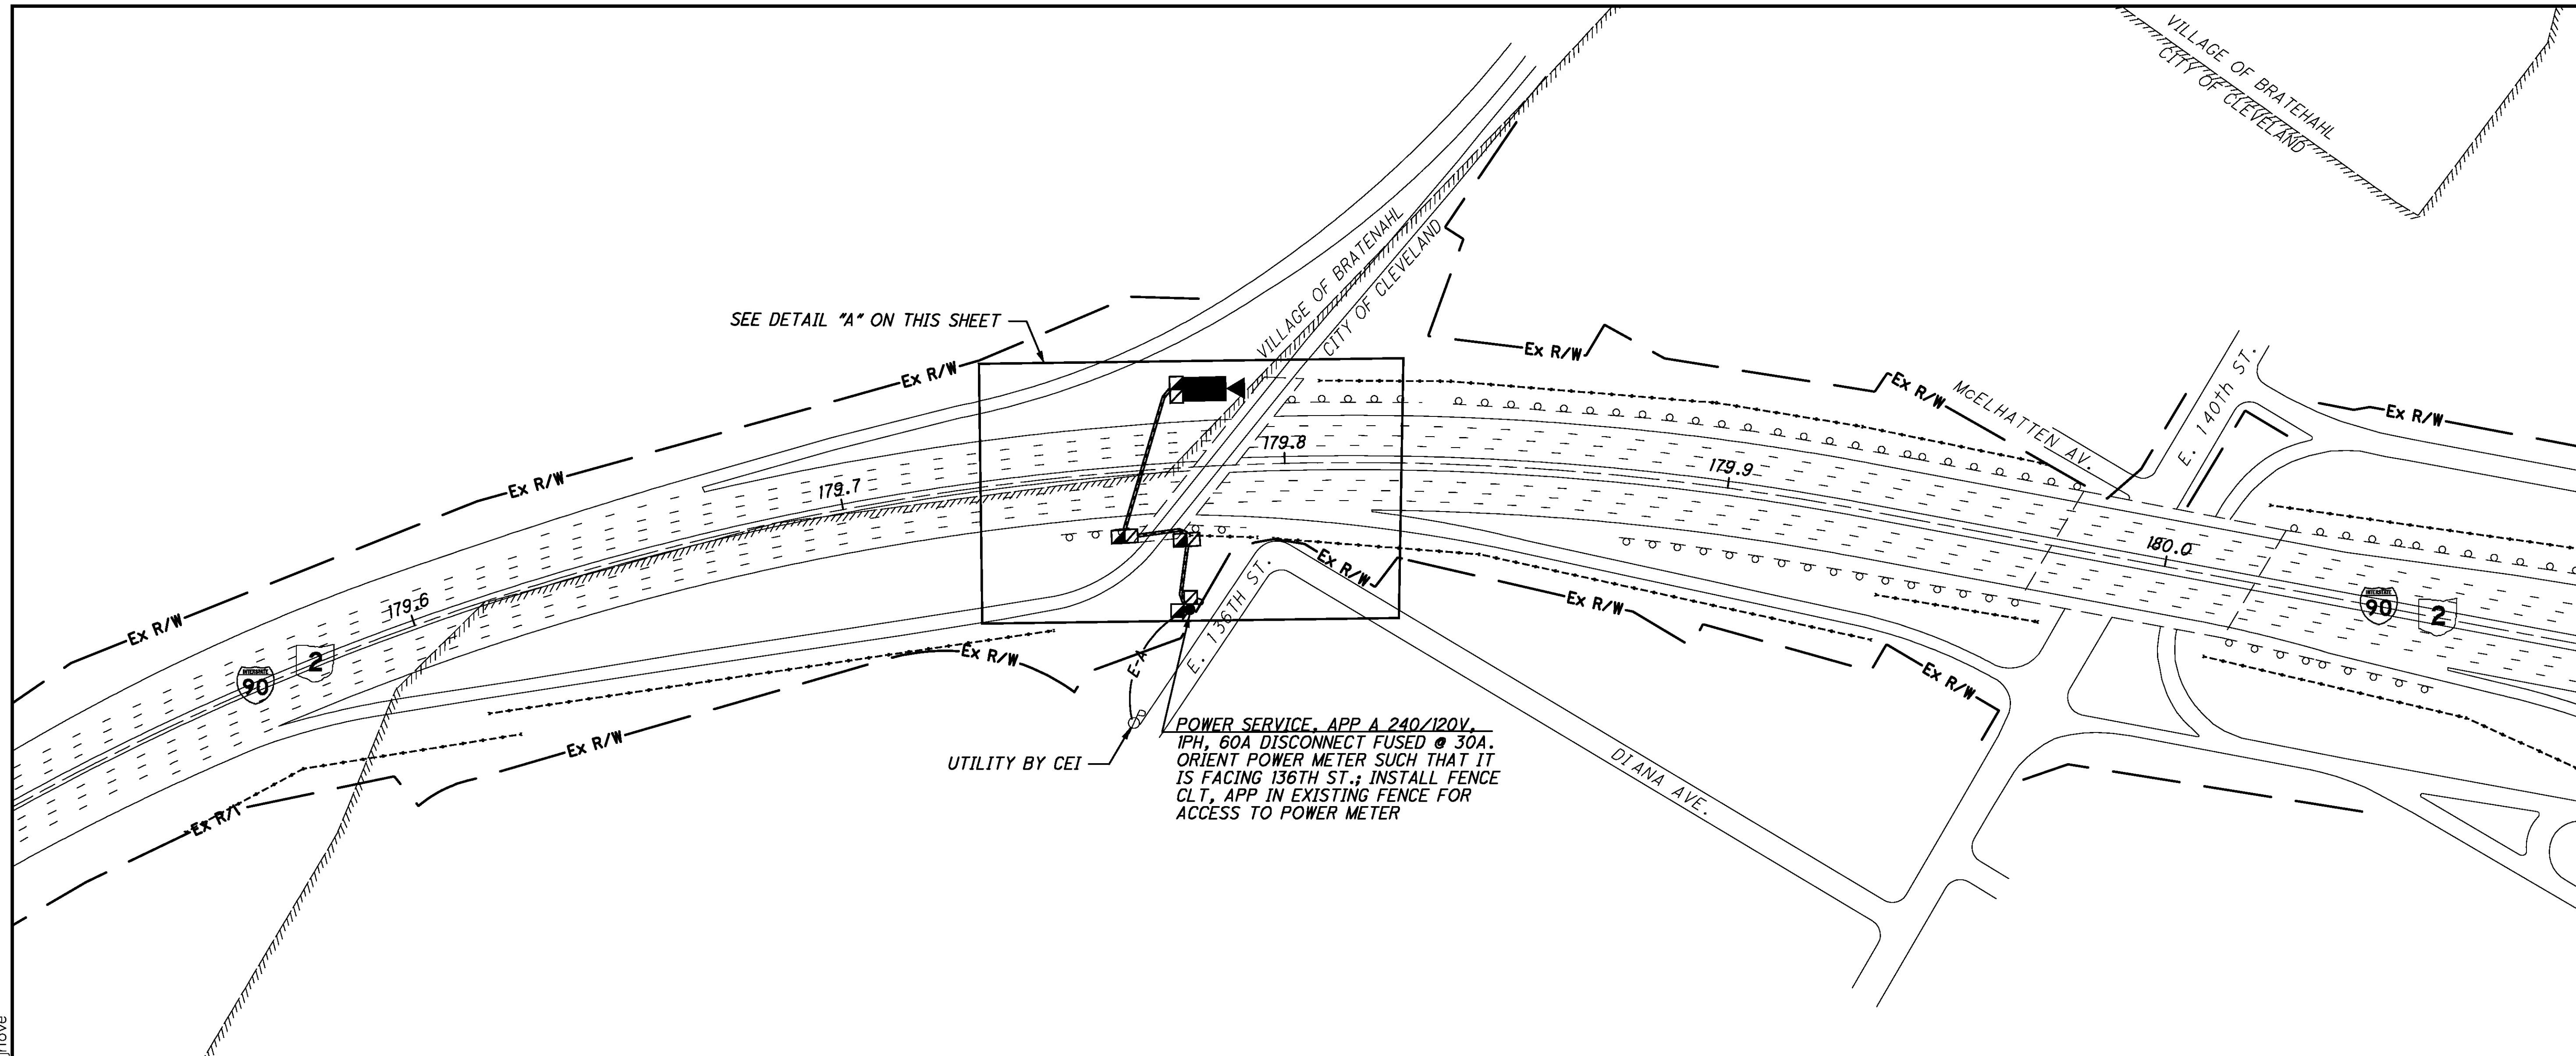 VILLAGE OF BRATEHAHL
CITY OF CLEVELAND
VILLAGE OF BRATENAHL
CITY OF CLEVELAND
SEE DETAIL "A" ON THIS SHEET
Ex R/W
Ex R/W
Ex R/W
Ex R/W
Ex R/W
Ex R/W
McELHATTEN AV.
E. 140th ST.
179.6
179.7
179.8
179.9
180.0
INTERSTATE
90
2
INTERSTATE
90
2
Ex R/W
Ex R/W
Ex R/W
Ex R/W
Ex R/W
Ex R/
E-A
E. 136TH ST.
DIANA AVE.
UTILITY BY CEI
POWER SERVICE, APP A 240/120V,
1PH, 60A DISCONNECT FUSED @ 30A.
ORIENT POWER METER SUCH THAT IT
IS FACING 136TH ST.; INSTALL FENCE
CLT, APP IN EXISTING FENCE FOR
ACCESS TO POWER METER